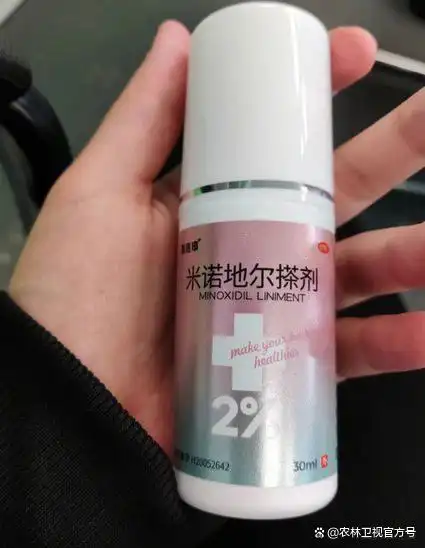 米诺地尔搽剂
MINOXIDIL LINIMENT
make your
healthier
2%
H20052642
30ml 外
@农林卫视官方号